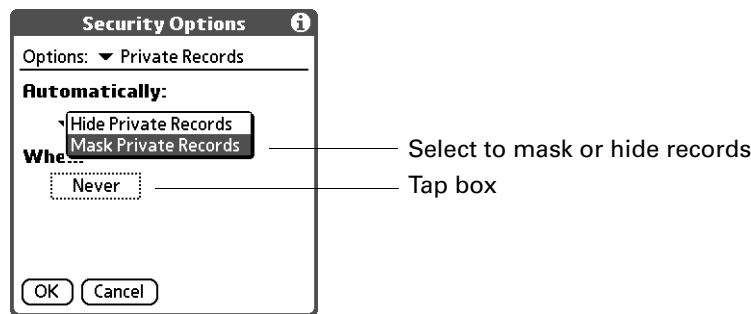 Security Options
Options: Private Records
Automatically:
Hide Private Records
Mask Private Records
Select to mask or hide records
Never
Tap box
OK Cancel